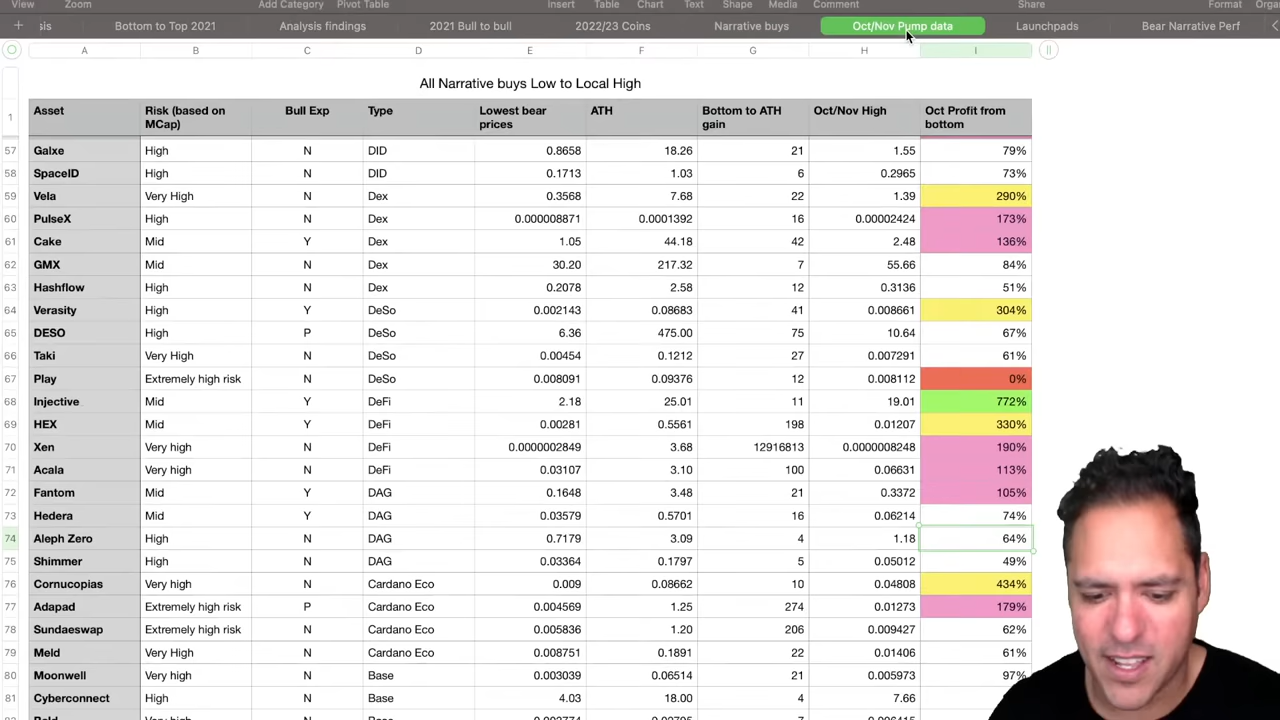 View Zoom Add Category Pivot Table Insert Table Chart Text Shape Media Comment Share Format
sis Bottom to Top 2021 Analysis findings 2021 Bull to bull 2022/23 Coins Narrative buys Oct/Nov Pump data Launchpads Bear Narrative Perf
A B C D E F G H I
All Narrative buys Low to Local High
1 Asset Risk (based on MCap) Bull Exp Type Lowest bear prices ATH Bottom to ATH gain Oct/Nov High Oct Profit from bottom
57 Galxe High N DID 0.8658 18.26 21 1.55 79%
58 SpaceID High N DID 0.1713 1.03 6 0.2965 73%
59 Vela Very High N Dex 0.3568 7.68 22 1.39 290%
60 PulseX High N Dex 0.000008871 0.0001392 16 0.00002424 173%
61 Cake Mid Y Dex 1.05 44.18 42 2.48 136%
62 GMX Mid N Dex 30.20 217.32 7 55.66 84%
63 Hashflow High N Dex 0.2078 2.58 12 0.3136 51%
64 Verasity High Y DeSo 0.002143 0.08683 41 0.008661 304%
65 DESO High P DeSo 6.36 475.00 75 10.64 67%
66 Taki Very High N DeSo 0.00454 0.1212 27 0.007291 61%
67 Play Extremely high risk N DeSo 0.008091 0.09376 12 0.008112 0%
68 Injective Mid Y DeFi 2.18 25.01 11 19.01 772%
69 HEX Mid Y DeFi 0.00281 0.5561 198 0.01207 330%
70 Xen Very high N DeFi 0.0000002849 3.68 12916813 0.0000008248 190%
71 Acala Very high N DeFi 0.03107 3.10 100 0.06631 113%
72 Fantom Mid Y DAG 0.1648 3.48 21 0.3372 105%
73 Hedera Mid Y DAG 0.03579 0.5701 16 0.06214 74%
74 Aleph Zero High N DAG 0.7179 3.09 4 1.18 64%
75 Shimmer High N DAG 0.03364 0.1797 5 0.05012 49%
76 Cornucopias Very high N Cardano Eco 0.009 0.08662 10 0.04808 434%
77 Adapad Extremely high risk P Cardano Eco 0.004569 1.25 274 0.01273 179%
78 Sundaeswap Extremely high risk N Cardano Eco 0.005836 1.20 206 0.009427 62%
79 Meld Very High N Cardano Eco 0.008751 0.1891 22 0.01406 61%
80 Moonwell Very high N Base 0.003039 0.06514 21 0.005973 97%
81 Cyberconnect High N Base 4.03 18.00 4 7.66